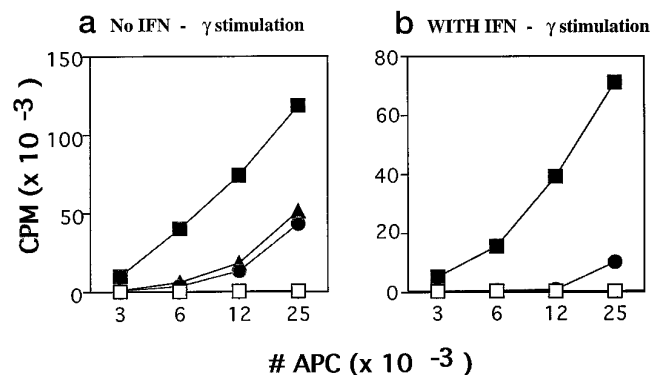 a No IFN - γ stimulation
150
100
50
0
3 6 12 25
CPM (x 10 -3)
b WITH IFN - γ stimulation
80
60
40
20
0
3 6 12 25
# APC (x 10 -3)